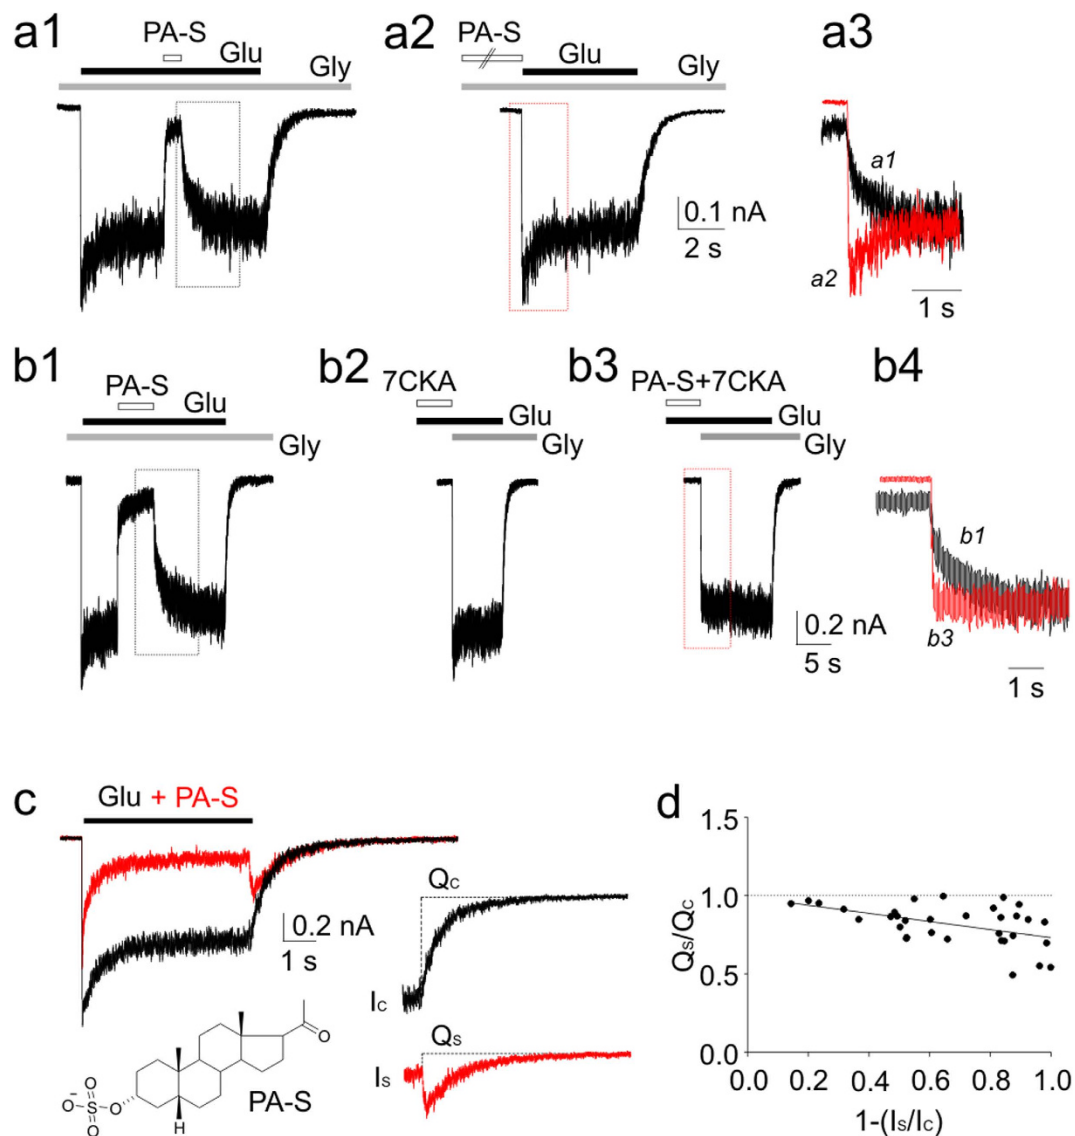 a1
PA-S
Glu
Gly
a2
PA-S
Glu
Gly
0.1 nA
2 s
a3
a1
a2
1 s
b1
PA-S
Glu
Gly
b2
7CKA
Glu
Gly
b3
PA-S+7CKA
Glu
Gly
0.2 nA
5 s
b4
b1
b3
1 s
c
Glu + PA-S
0.2 nA
1 s
QC
IC
QS
IS
O
O
O⁻
S
O
O
H
PA-S
d
1.5
1.0
0.5
0.0
QS/QC
0.0 0.2 0.4 0.6 0.8 1.0
1-(IS/IC)